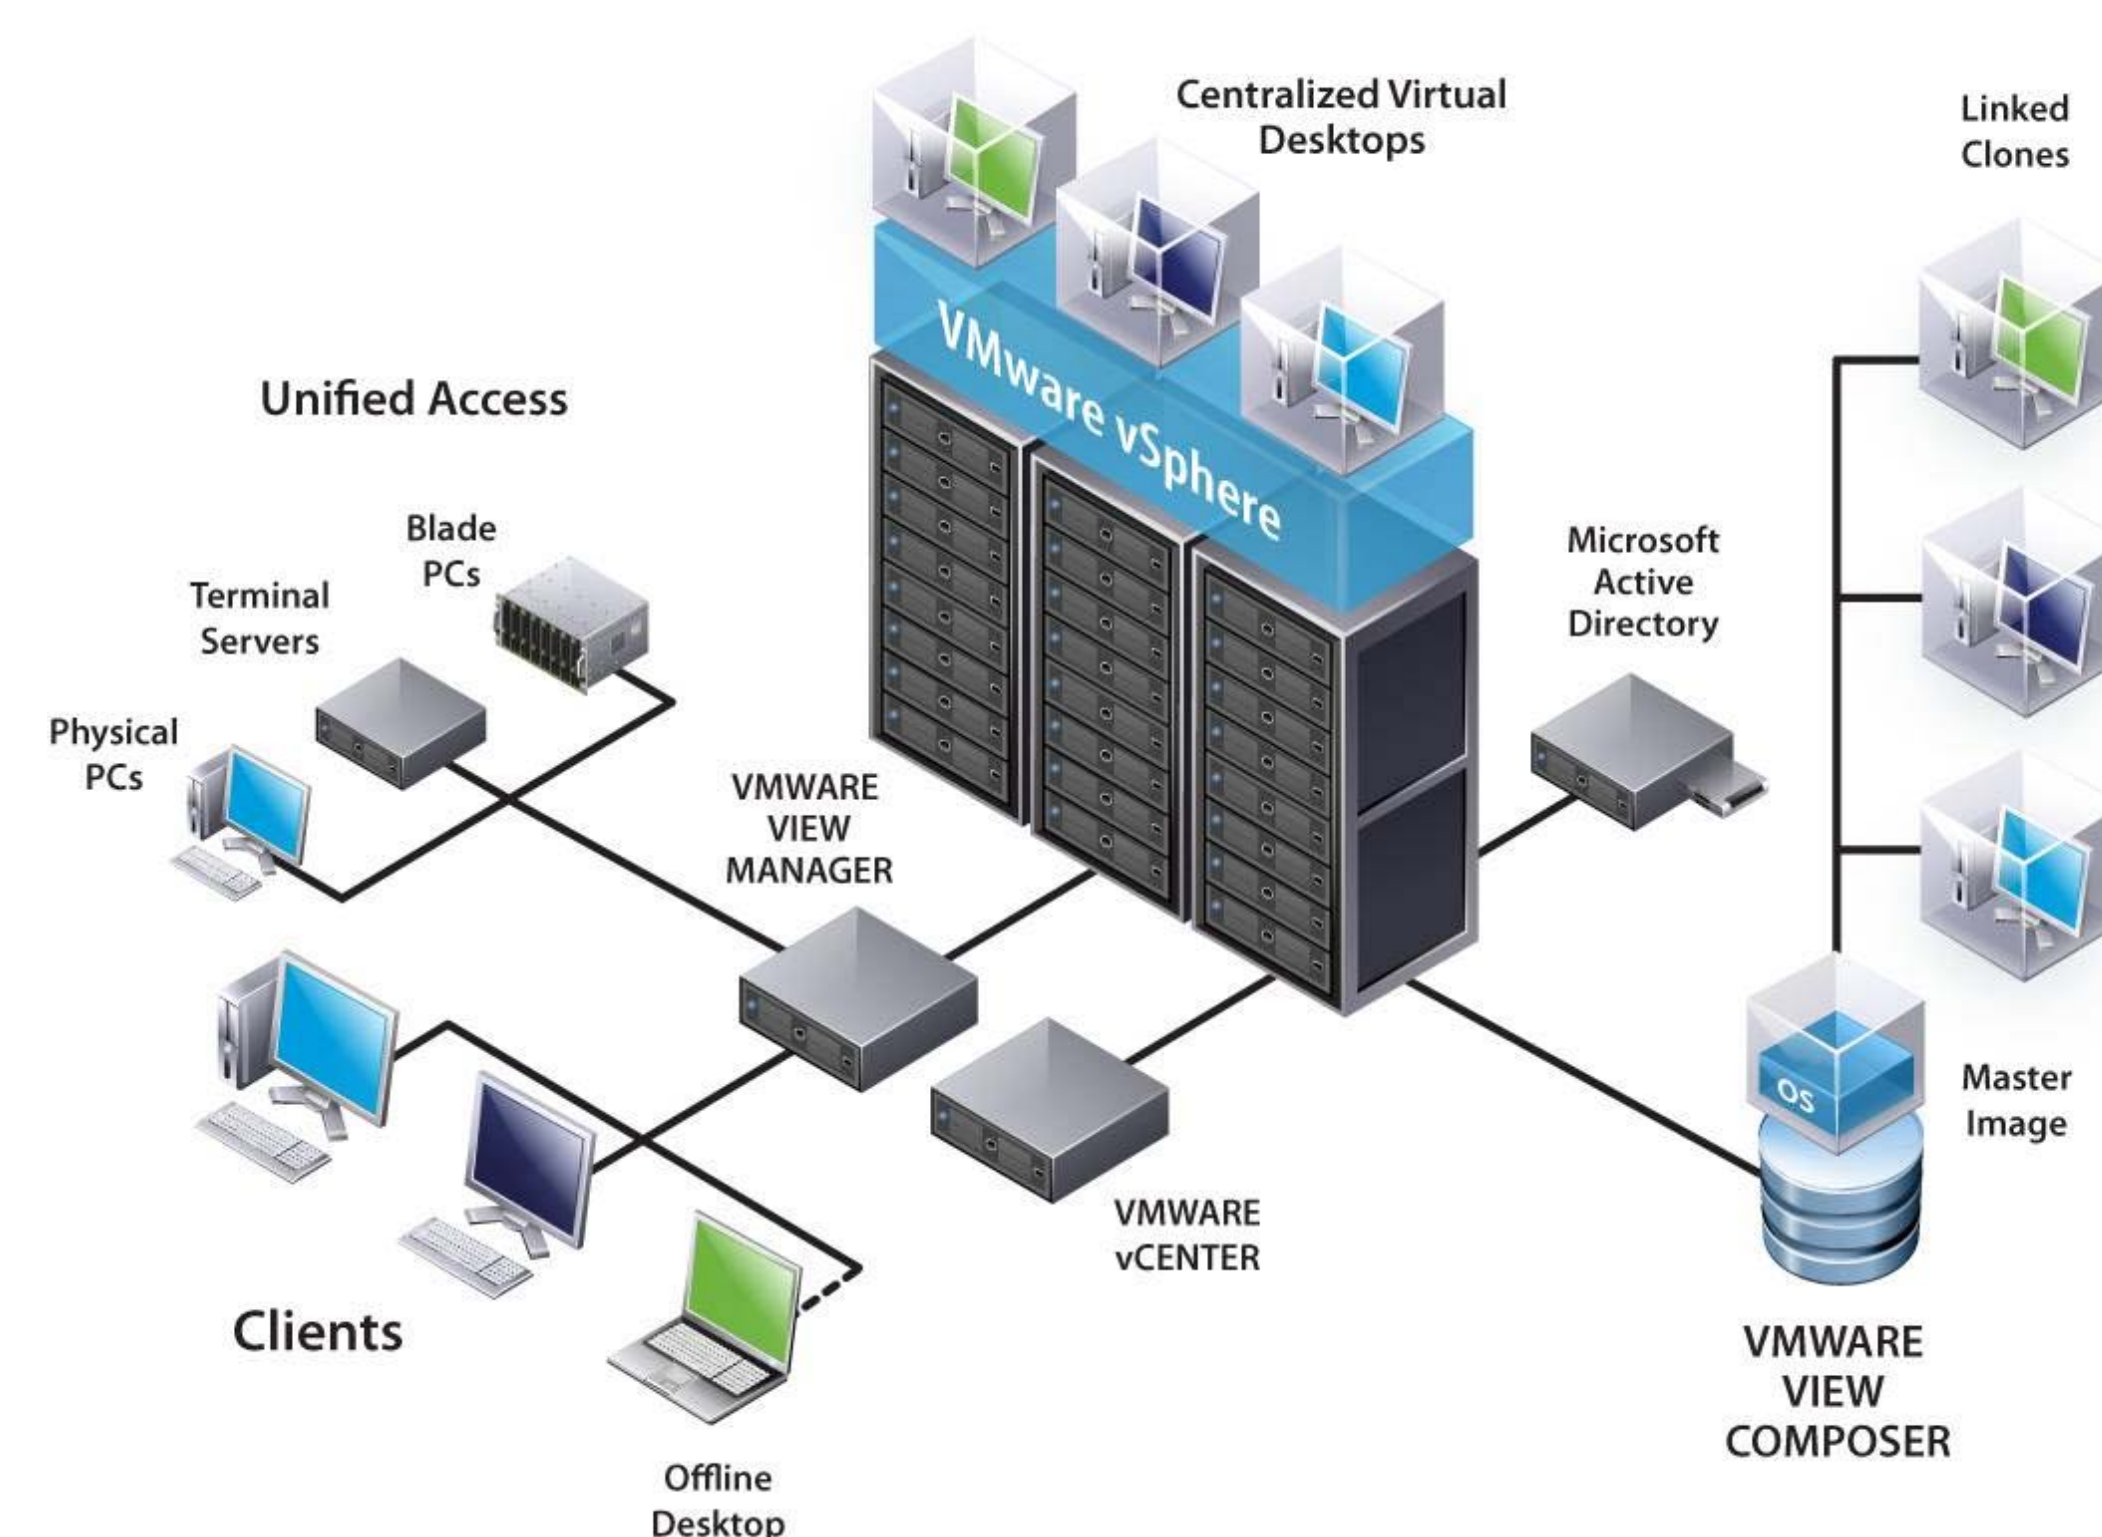 Centralized Virtual
Desktops
Linked
Clones
VMware vSphere
Unified Access
Blade
PCs
Terminal
Servers
Physical
PCs
Microsoft
Active
Directory
VMWARE
VIEW
MANAGER
OS
Master
Image
VMWARE
vCENTER
Clients
VMWARE
VIEW
COMPOSER
Offline
Desktop